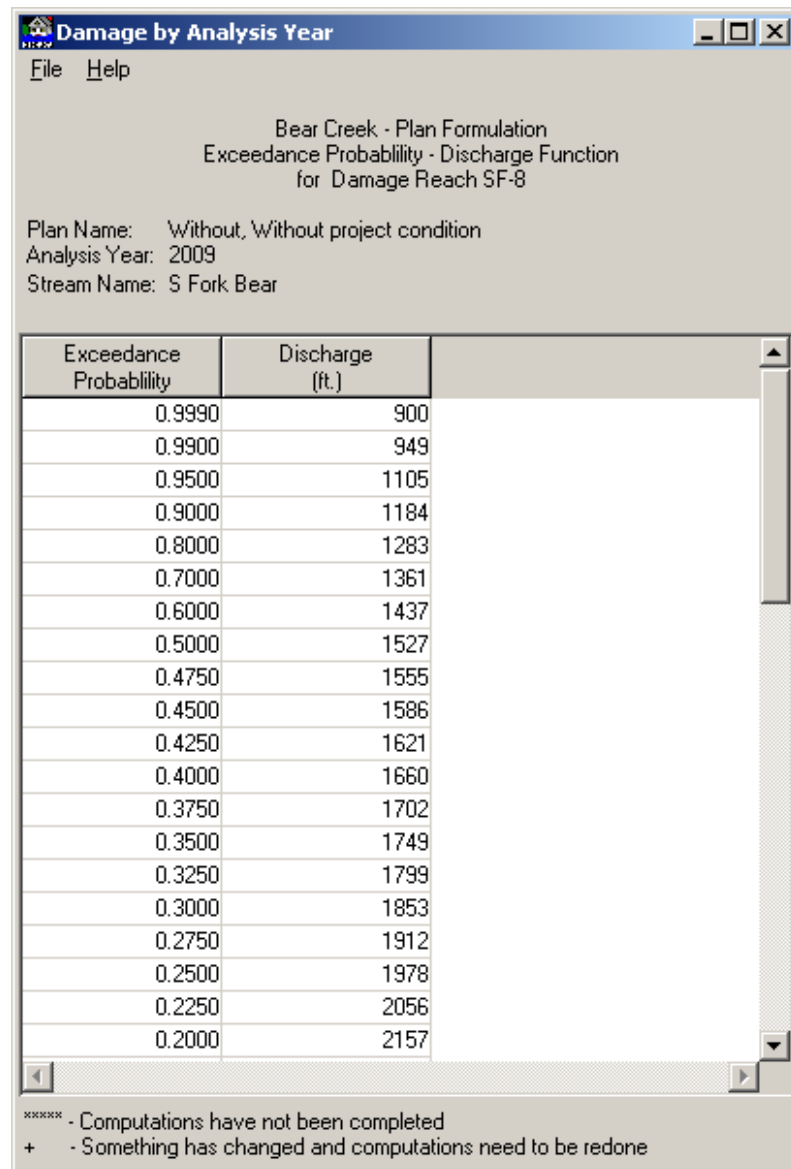 Damage by Analysis Year
File Help
Bear Creek - Plan Formulation
Exceedance Probablility - Discharge Function
for Damage Reach SF-8
Plan Name: Without, Without project condition
Analysis Year: 2009
Stream Name: S Fork Bear
Exceedance Discharge
Probablility (ft.)
0.9990 900
0.9900 949
0.9500 1105
0.9000 1184
0.8000 1283
0.7000 1361
0.6000 1437
0.5000 1527
0.4750 1555
0.4500 1586
0.4250 1621
0.4000 1660
0.3750 1702
0.3500 1749
0.3250 1799
0.3000 1853
0.2750 1912
0.2500 1978
0.2250 2056
0.2000 2157
***** - Computations have not been completed
+ - Something has changed and computations need to be redone